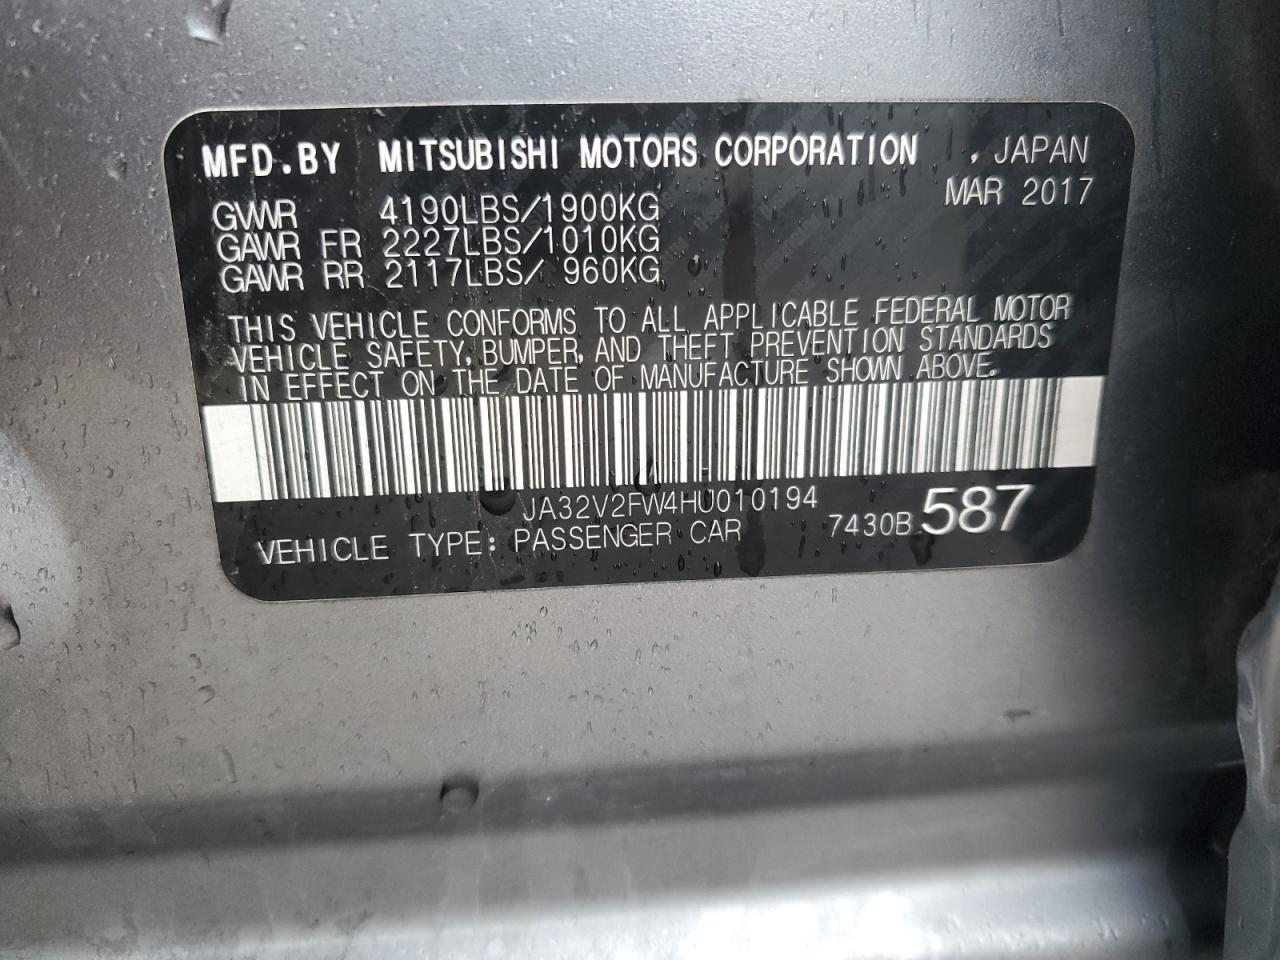 MFD.BY MITSUBISHI MOTORS CORPORATION , JAPAN
MAR 2017
GVWR 4190LBS/1900KG
GAWR FR 2227LBS/1010KG
GAWR RR 2117LBS/ 960KG
THIS VEHICLE CONFORMS TO ALL APPLICABLE FEDERAL MOTOR
VEHICLE SAFETY, BUMPER, AND THEFT PREVENTION STANDARDS
IN EFFECT ON THE DATE OF MANUFACTURE SHOWN ABOVE.
JA32V2FW4HU010194
VEHICLE TYPE: PASSENGER CAR 7430B 587